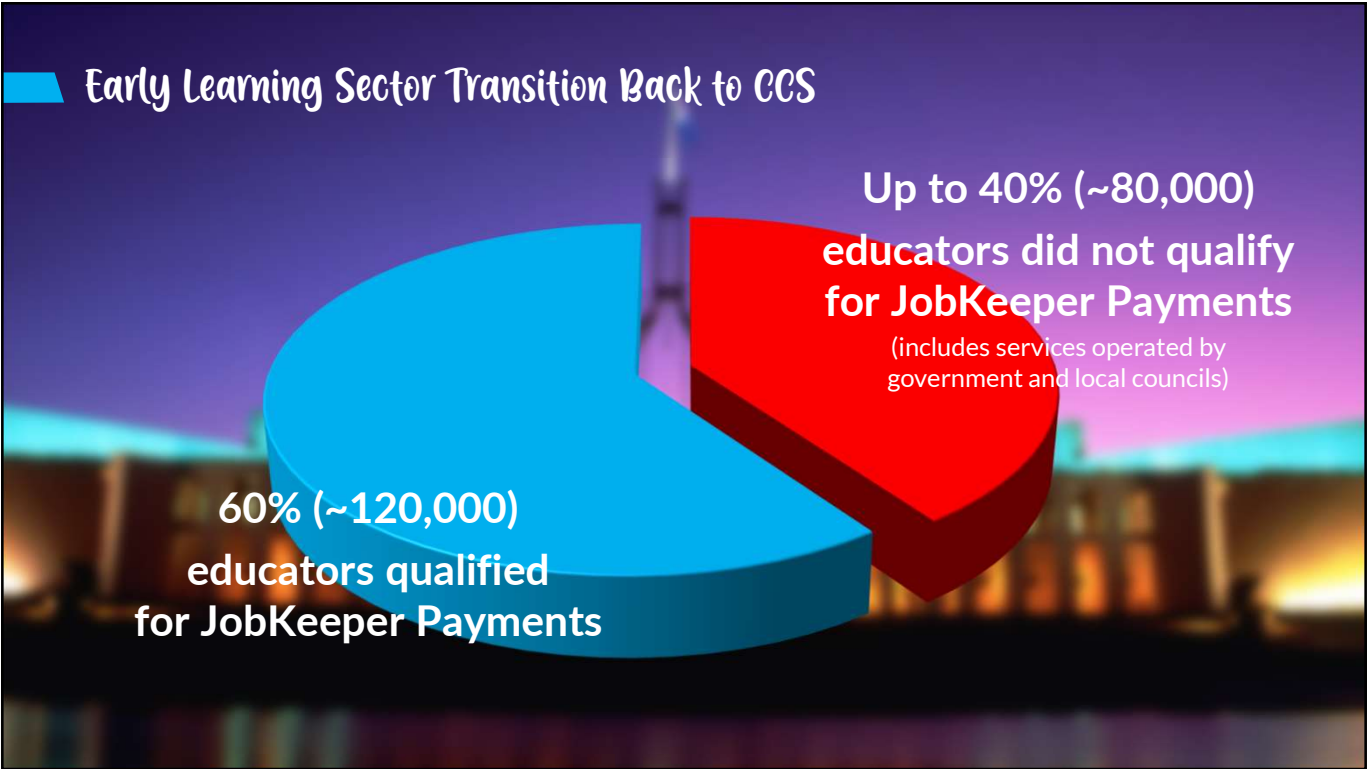 Early Learning Sector Transition Back to CCS
Up to 40% (~80,000)
educators did not qualify
for JobKeeper Payments
(includes services operated by
government and local councils)
60% (~120,000)
educators qualified
for JobKeeper Payments